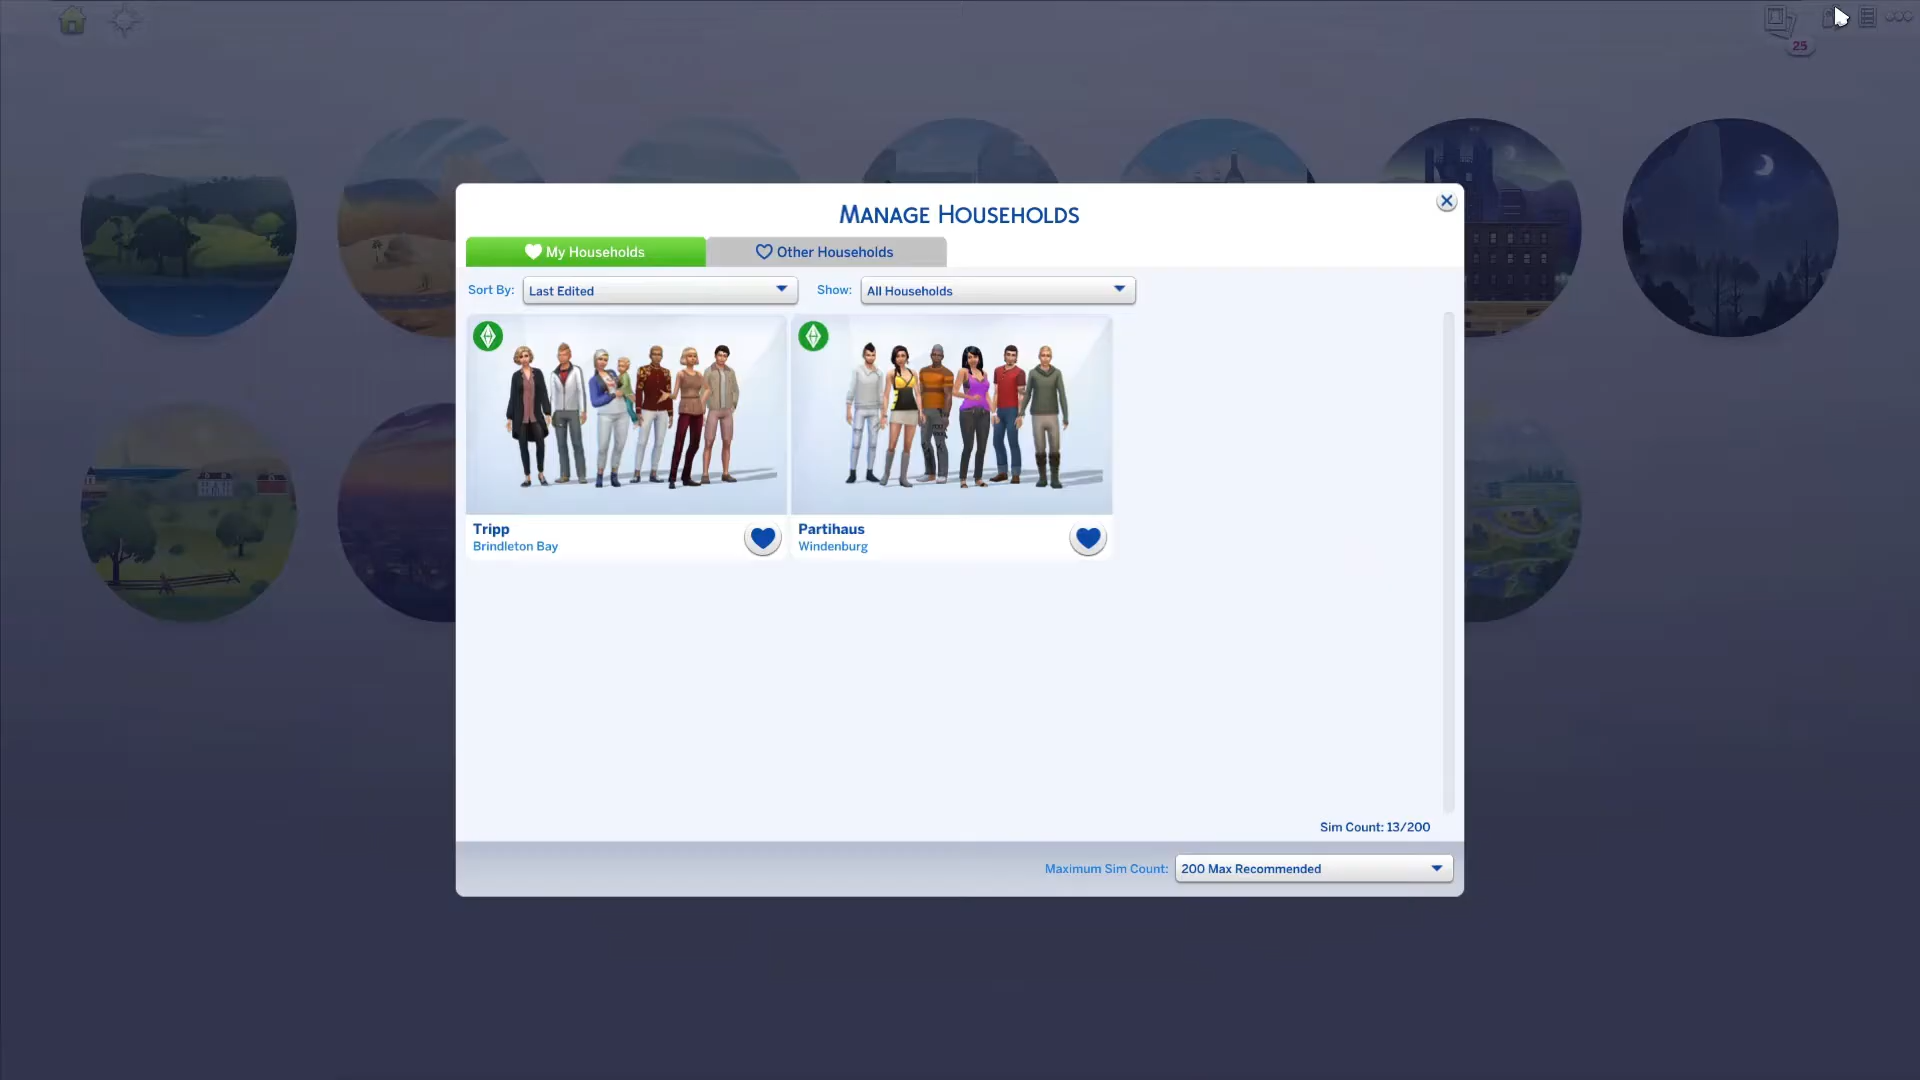 25
Manage Households
My Households
Other Households
Sort By: Last Edited Show: All Households
Tripp
Brindleton Bay
Partihaus
Windenburg
Sim Count: 13/200
Maximum Sim Count: 200 Max Recommended